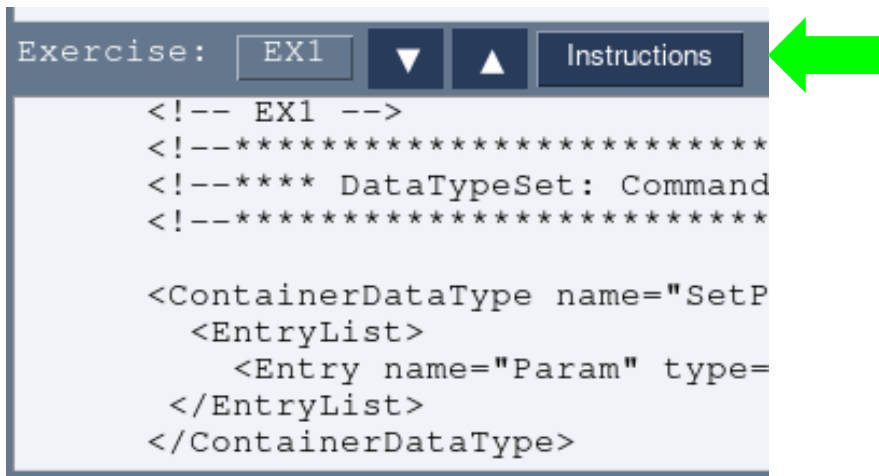 Exercise: EX1 ▼ ▲ Instructions
<!-- EX1 -->
<!--*************************
<!--**** DataTypeSet: Command
<!--*************************
<ContainerDataType name="SetP
<EntryList>
<Entry name="Param" type=
</EntryList>
</ContainerDataType>